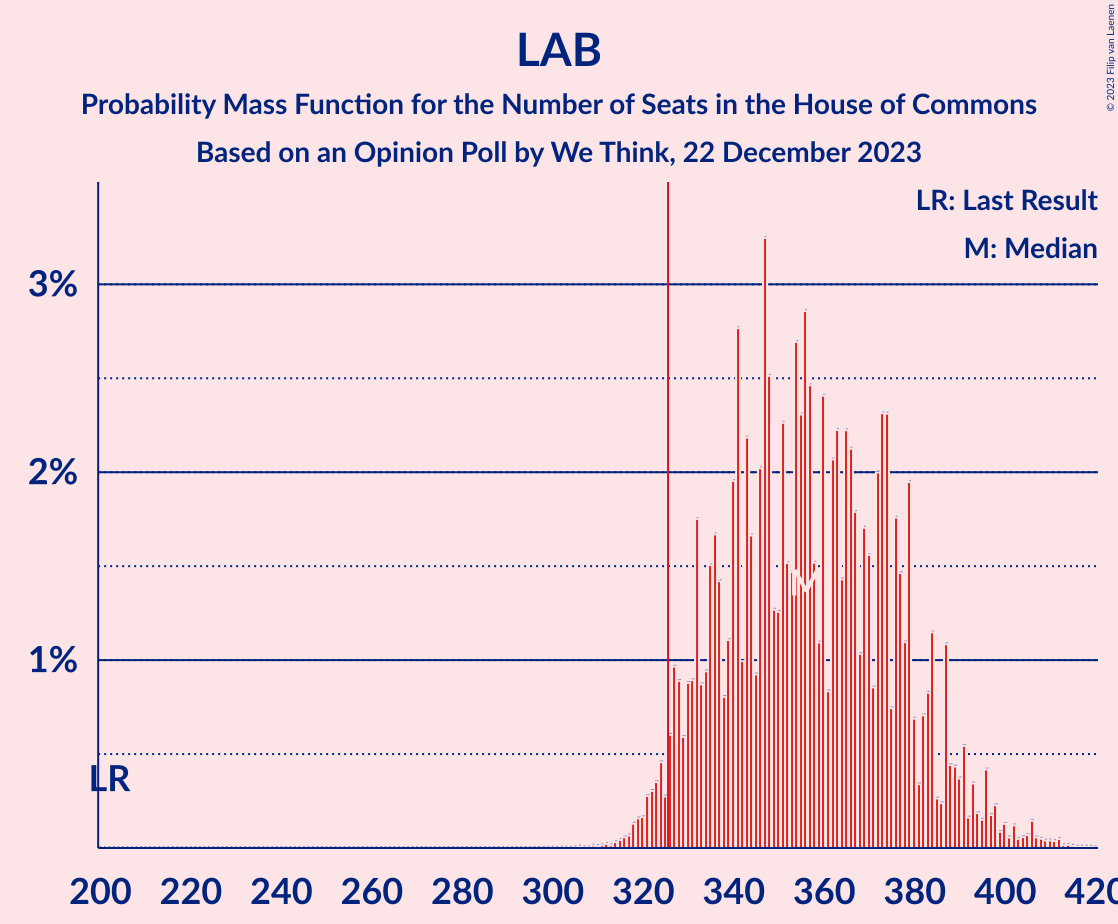 LAB
Probability Mass Function for the Number of Seats in the House of Commons
Based on an Opinion Poll by We Think, 22 December 2023
© 2023 Filip van Laenen
LR: Last Result
M: Median
3%
2%
1%
M
LR
200 220 240 260 280 300 320 340 360 380 400 420